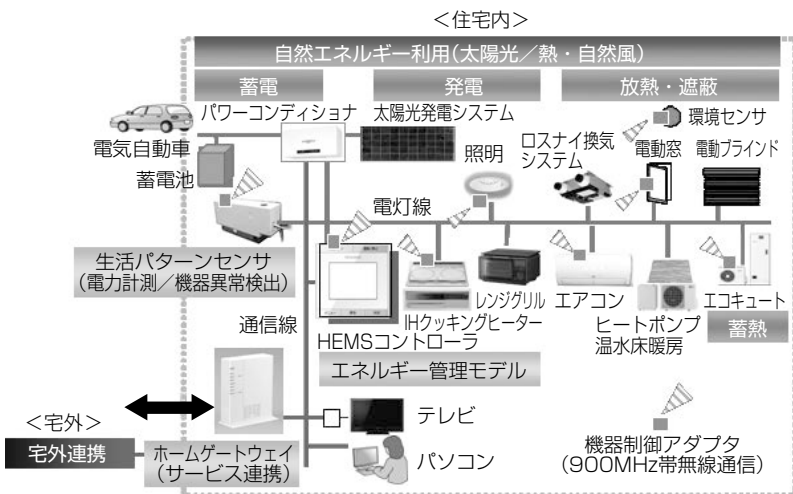 <住宅内>
自然エネルギー利用(太陽光／熱・自然風)
蓄電
発電
放熱・遮蔽
パワーコンディショナ
太陽光発電システム
環境センサ
電気自動車
照明
ロスナイ換気
システム
電動窓
電動ブラインド
蓄電池
電灯線
生活パターンセンサ
(電力計測／機器異常検出)
レンジグリル
エアコン
エコキュート
IHクッキングヒーター
ヒートポンプ
温水床暖房
蓄熱
通信線
HEMSコントローラ
エネルギー管理モデル
<宅外>
テレビ
宅外連携
ホームゲートウェイ
(サービス連携)
パソコン
機器制御アダプタ
(900MHz帯無線通信)